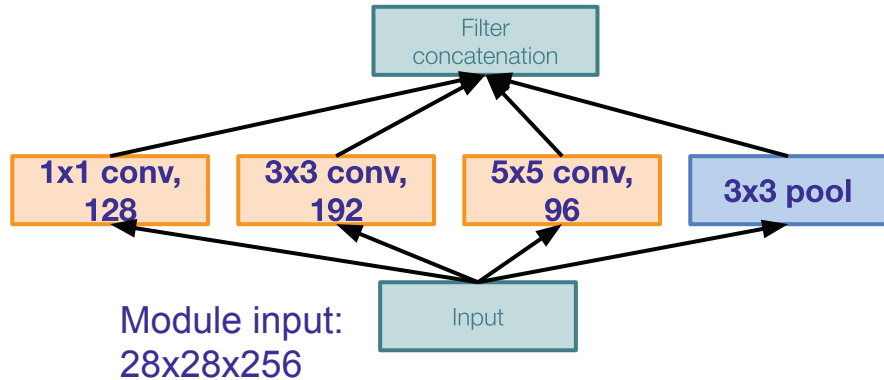 Filter
concatenation
1x1 conv,
128
3x3 conv,
192
5x5 conv,
96
3x3 pool
Input
Module input:
28x28x256